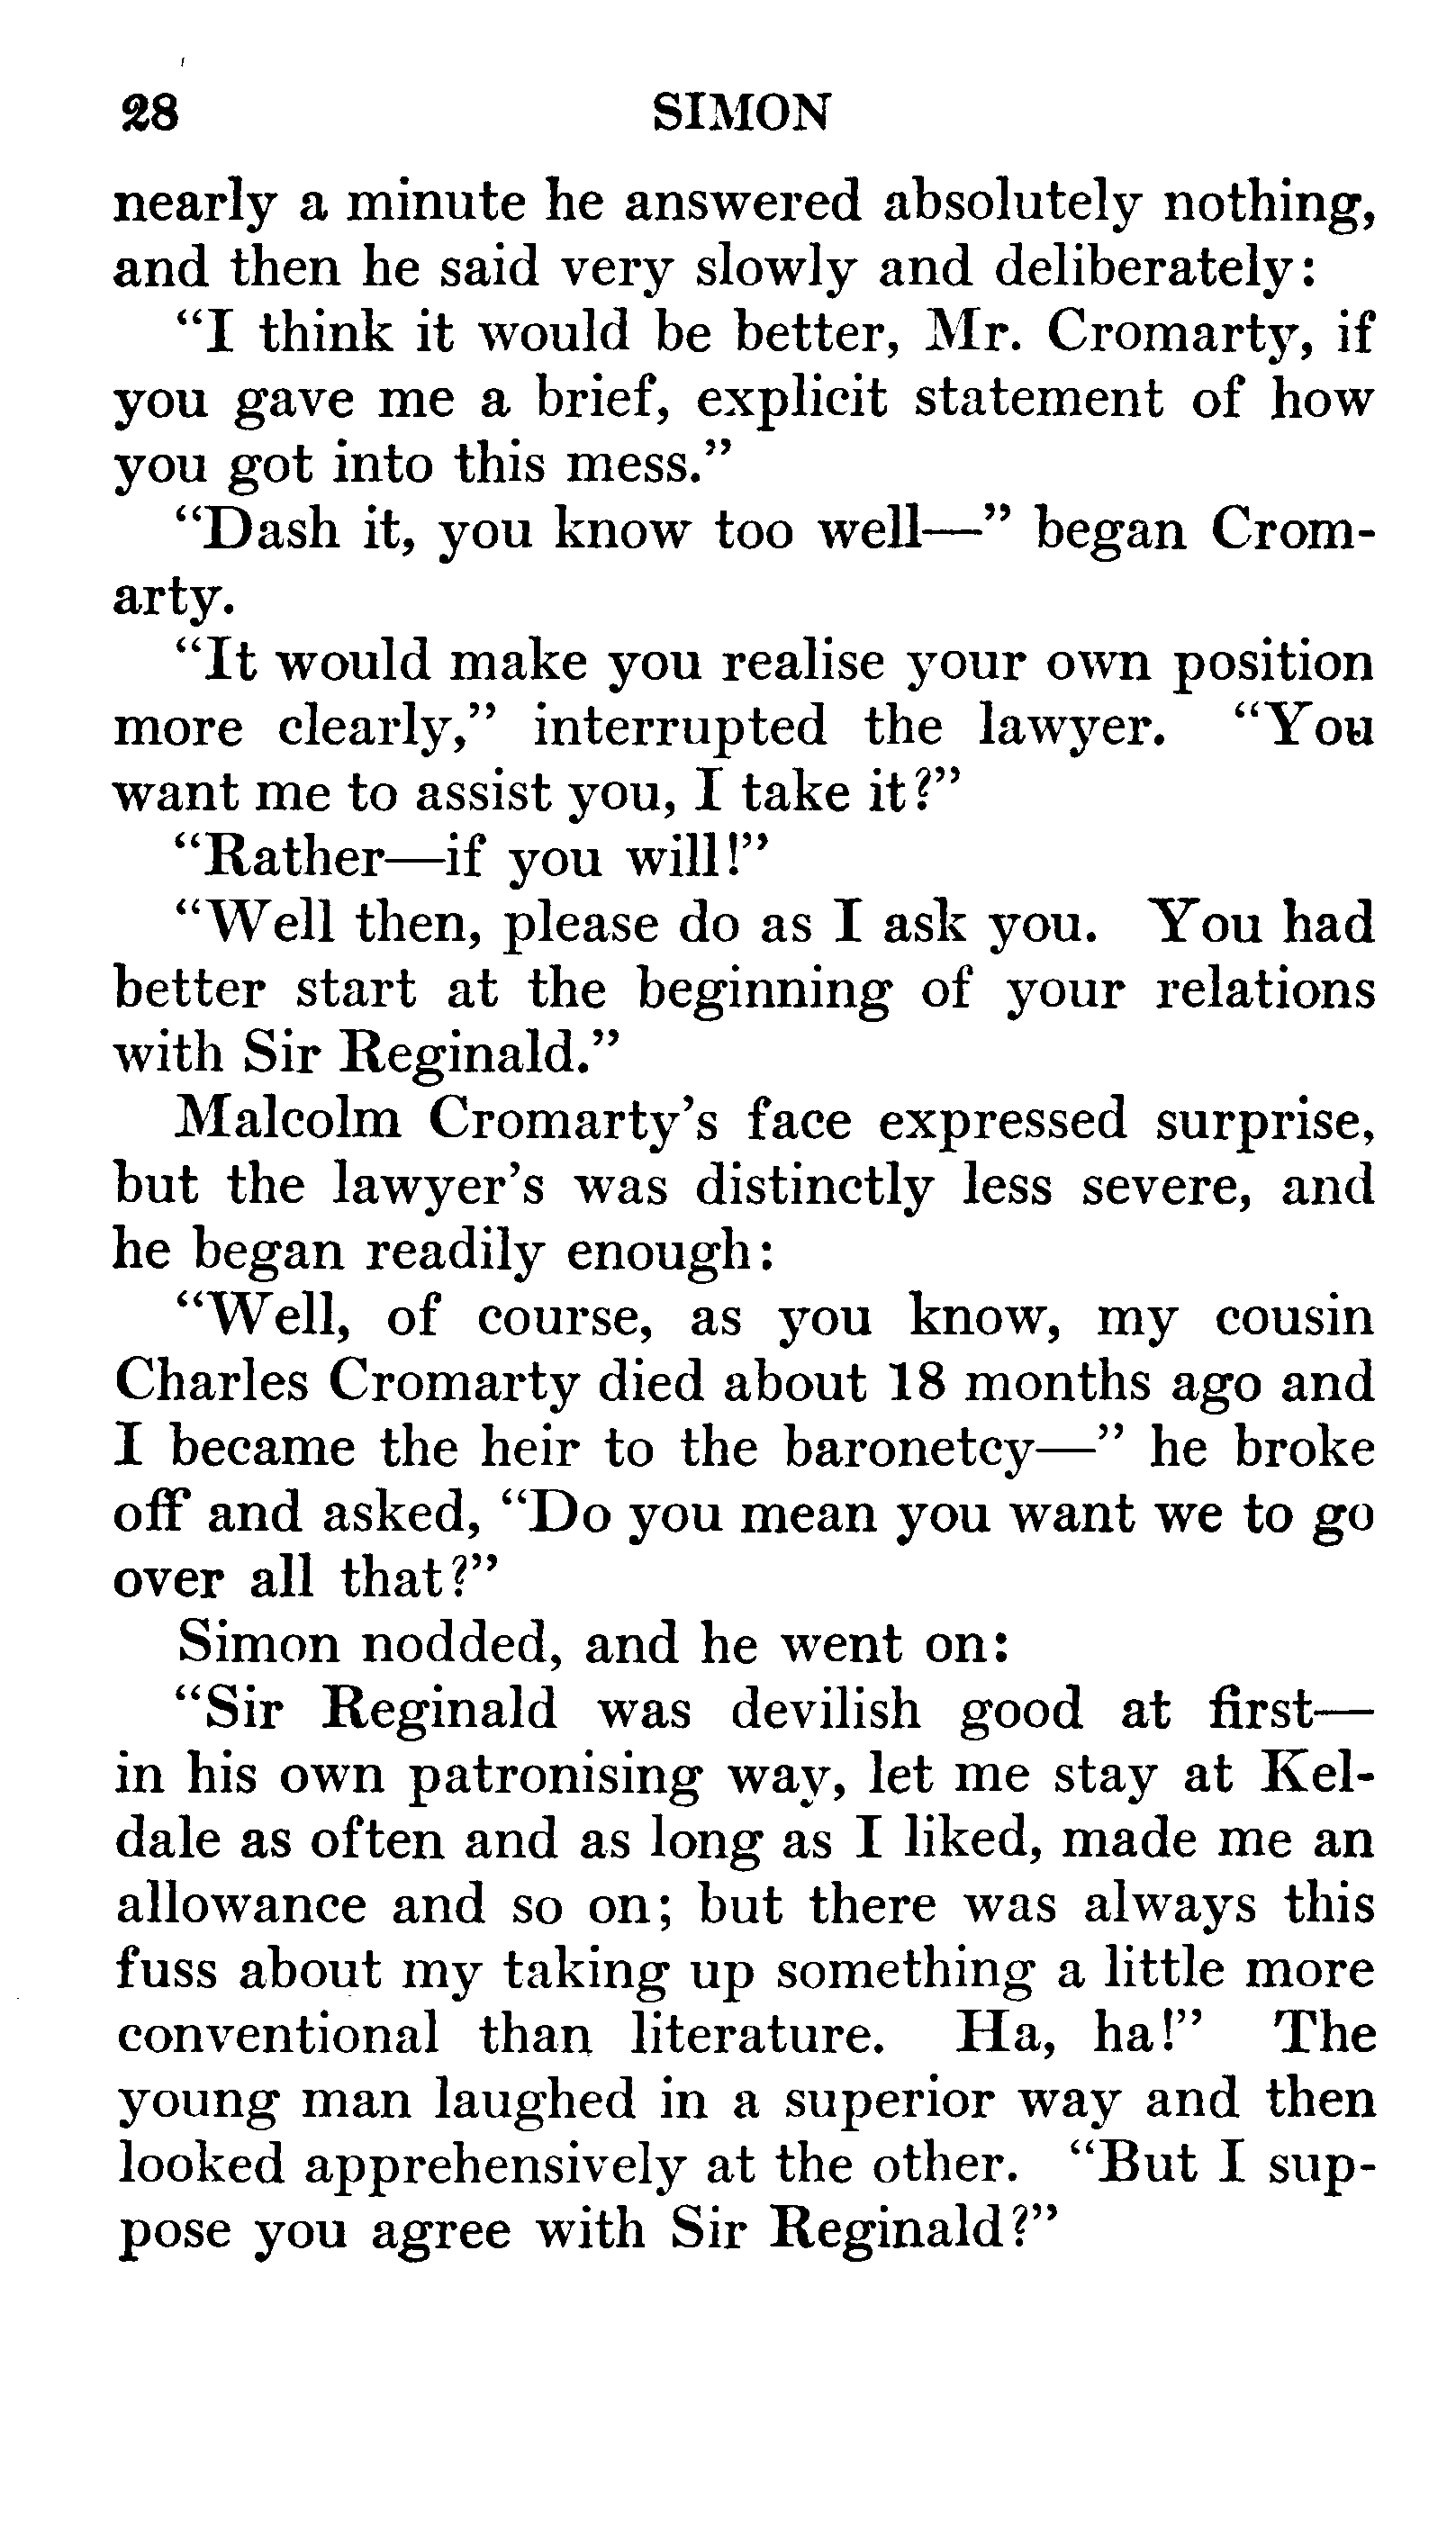 28 SIMON
nearly a minute he answered absolutely nothing,
and then he said very slowly and deliberately:
"I think it would be better, Mr. Cromarty, if
you gave me a brief, explicit statement of how
you got into this mess."
"Dash it, you know too well—" began Crom-
arty.
"It would make you realise your own position
more clearly," interrupted the lawyer. "You
want me to assist you, I take it?"
"Rather—if you will!"
"Well then, please do as I ask you. You had
better start at the beginning of your relations
with Sir Reginald."
Malcolm Cromarty's face expressed surprise,
but the lawyer's was distinctly less severe, and
he began readily enough:
"Well, of course, as you know, my cousin
Charles Cromarty died about 18 months ago and
I became the heir to the baronetcy—" he broke
off and asked, "Do you mean you want we to go
over all that?"
Simon nodded, and he went on:
"Sir Reginald was devilish good at first—
in his own patronising way, let me stay at Kel-
dale as often and as long as I liked, made me an
allowance and so on; but there was always this
fuss about my taking up something a little more
conventional than literature. Ha, ha!" The
young man laughed in a superior way and then
looked apprehensively at the other. "But I sup-
pose you agree with Sir Reginald?"